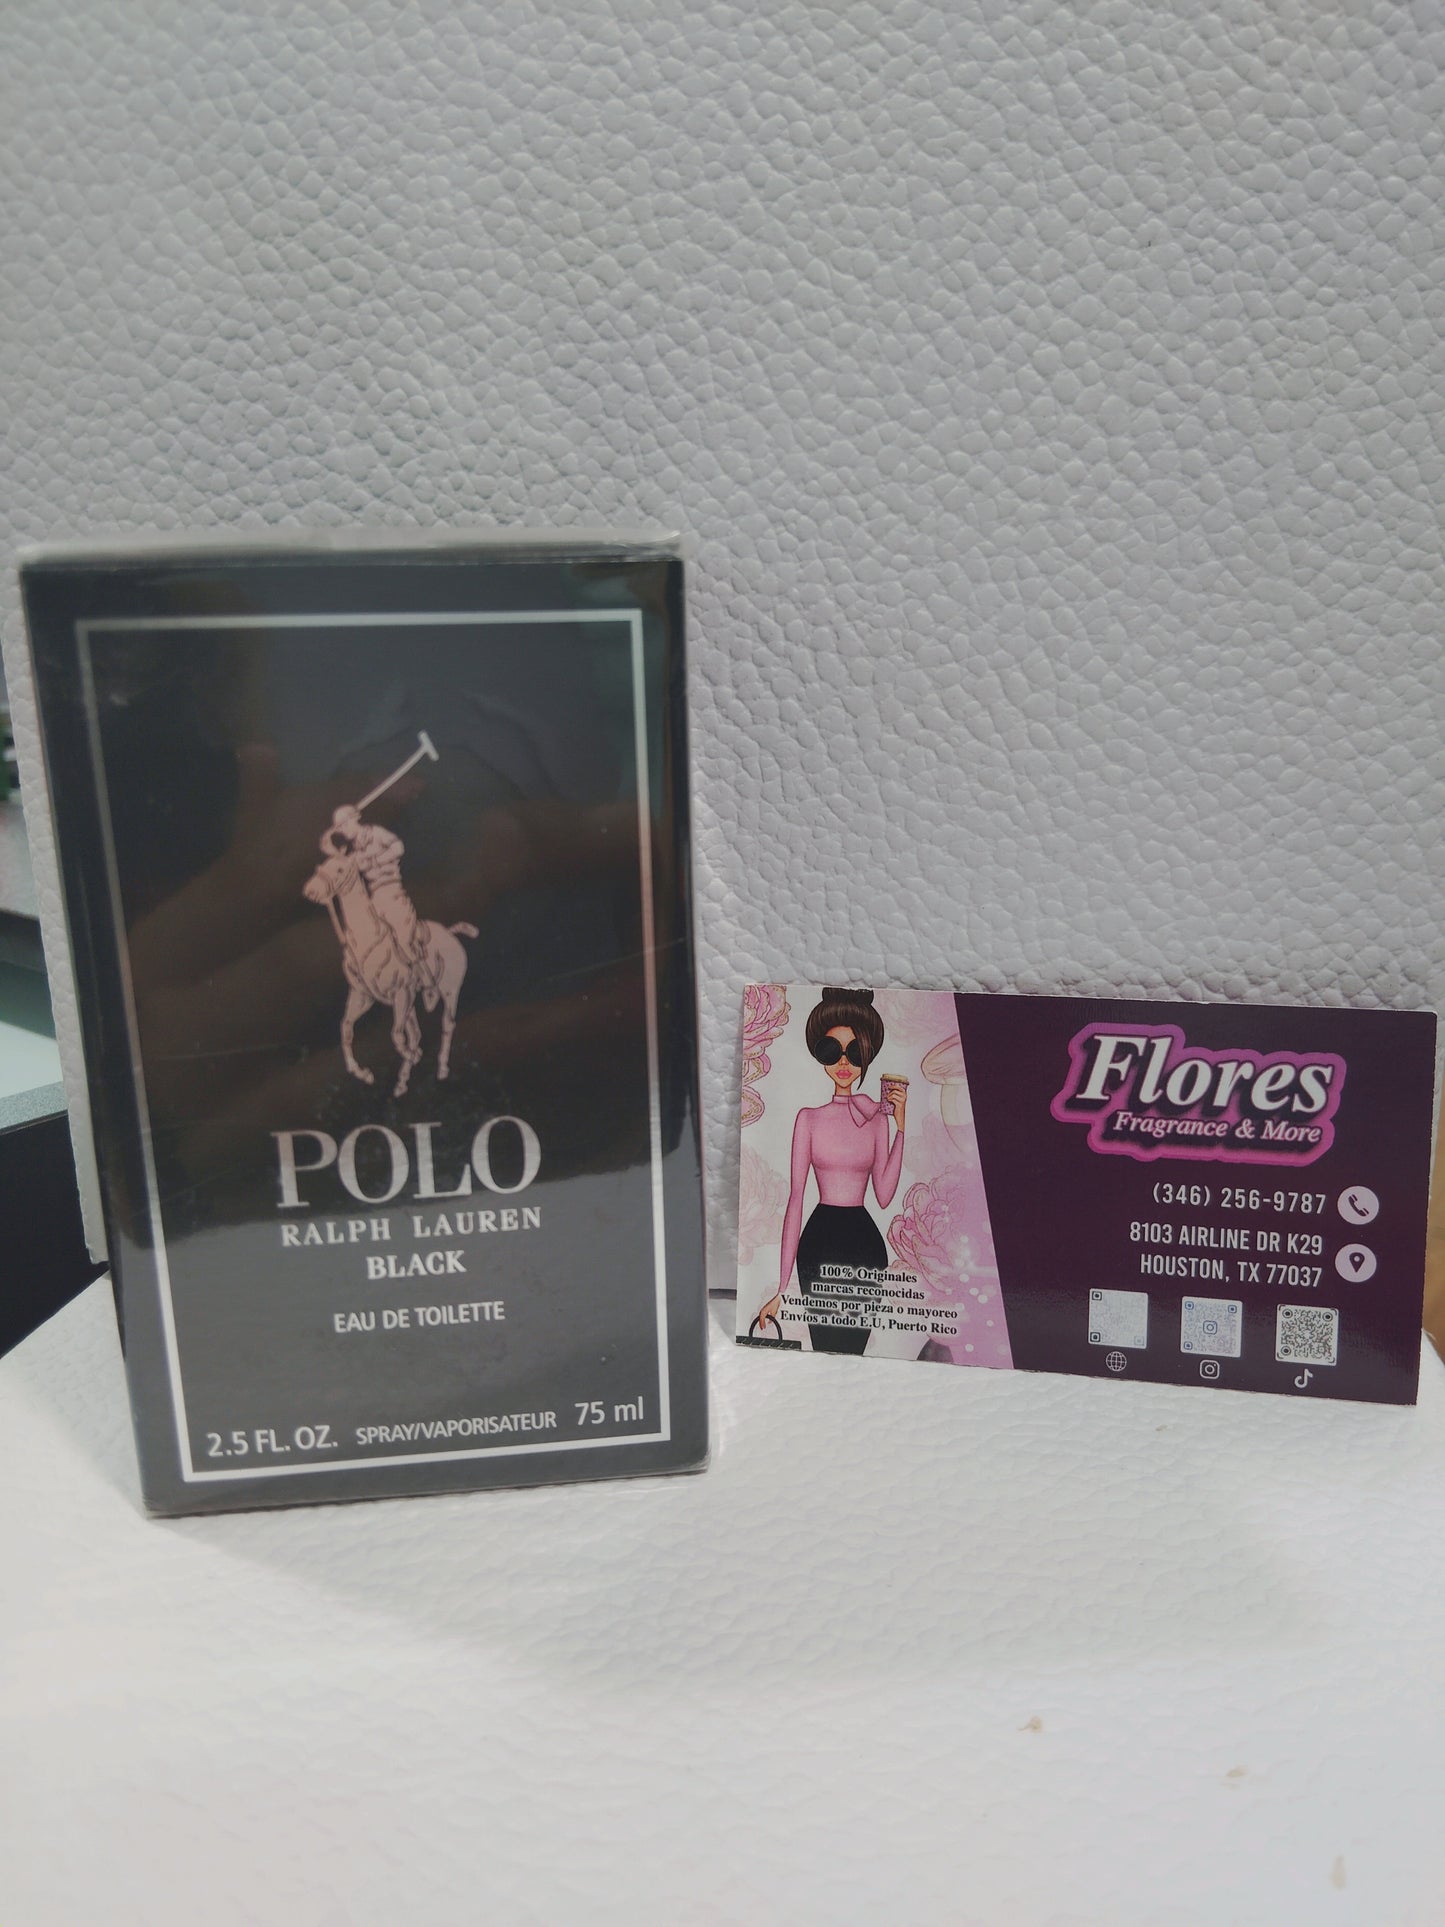 POLO
RALPH LAUREN
BLACK
EAU DE TOILETTE
2.5 FL. OZ. SPRAY/VAPORISATEUR 75 ml
Flores
Fragrance & More
(346) 256-9787
8103 AIRLINE DR K29
HOUSTON, TX 77037
100% Originales
marcas reconocidas
Vendemos por pieza o mayoreo
Envíos a todo E.U, Puerto Rico